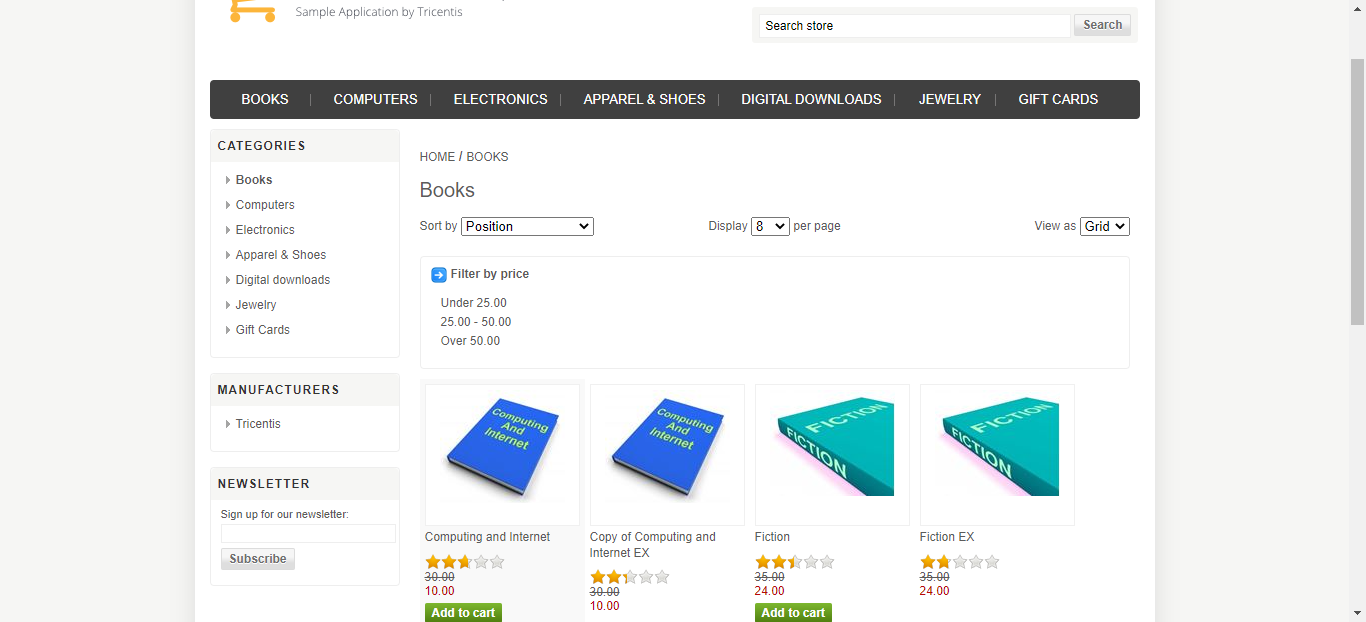 Sample Application by Tricentis
Search store
Search
BOOKS
COMPUTERS
ELECTRONICS
APPAREL & SHOES
DIGITAL DOWNLOADS
JEWELRY
GIFT CARDS
CATEGORIES
Books
Computers
Electronics
Apparel & Shoes
Digital downloads
Jewelry
Gift Cards
MANUFACTURERS
Tricentis
NEWSLETTER
Sign up for our newsletter:
Subscribe
HOME / BOOKS
Books
Sort by Position
Display 8 per page
View as Grid
Filter by price
Under 25.00
25.00 - 50.00
Over 50.00
Computing
And
Internet
Computing and Internet
30.00
10.00
Add to cart
Computing
And
Internet
Copy of Computing and
Internet EX
30.00
10.00
FICTION
FICTION
Fiction
35.00
24.00
Add to cart
FICTION
FICTION
Fiction EX
35.00
24.00